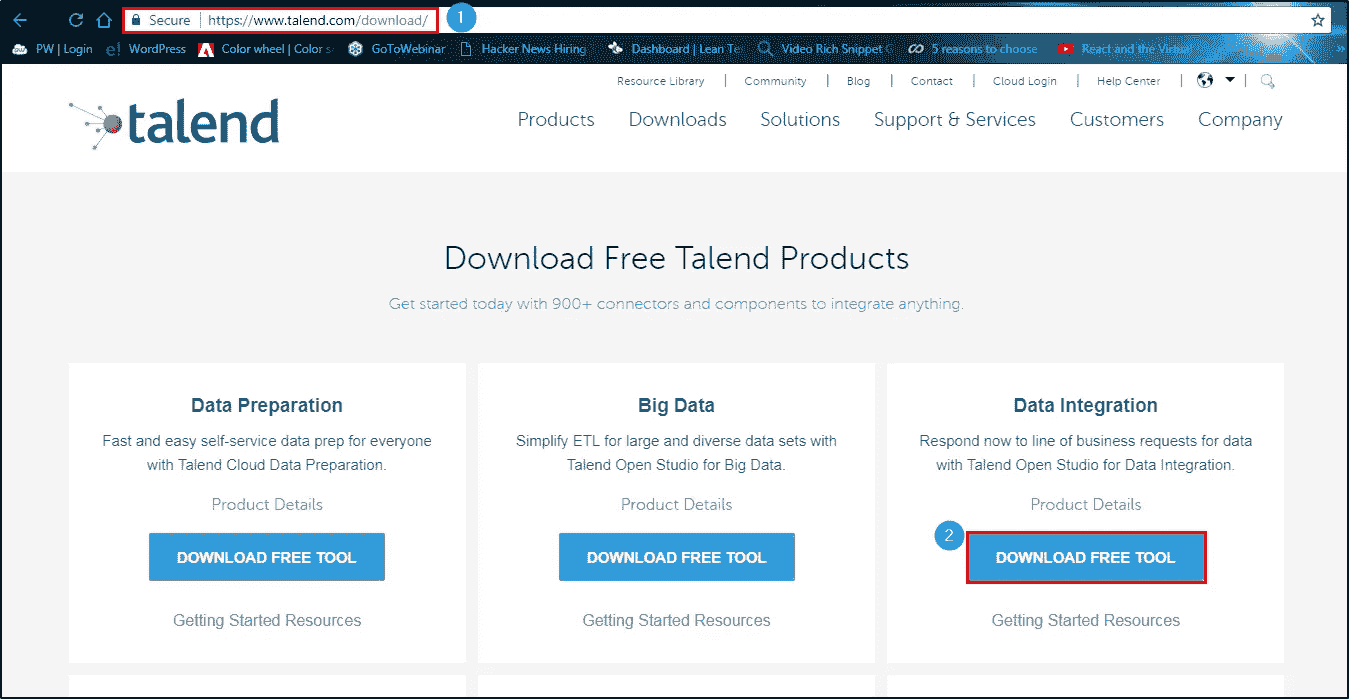 Secure https://www.talend.com/download/ 1
PW | Login WordPress Color wheel | Color s GoToWebinar Hacker News Hiring Dashboard | Lean Te Video Rich Snippet G 5 reasons to choose React and the Virtua »
Resource Library | Community | Blog | Contact | Cloud Login | Help Center | |
talend
Products Downloads Solutions Support & Services Customers Company
Download Free Talend Products
Get started today with 900+ connectors and components to integrate anything.
Data Preparation
Fast and easy self-service data prep for everyone
with Talend Cloud Data Preparation.
Product Details
DOWNLOAD FREE TOOL
Getting Started Resources
Big Data
Simplify ETL for large and diverse data sets with
Talend Open Studio for Big Data.
Product Details
DOWNLOAD FREE TOOL
Getting Started Resources
Data Integration
Respond now to line of business requests for data
with Talend Open Studio for Data Integration.
Product Details
2
DOWNLOAD FREE TOOL
Getting Started Resources